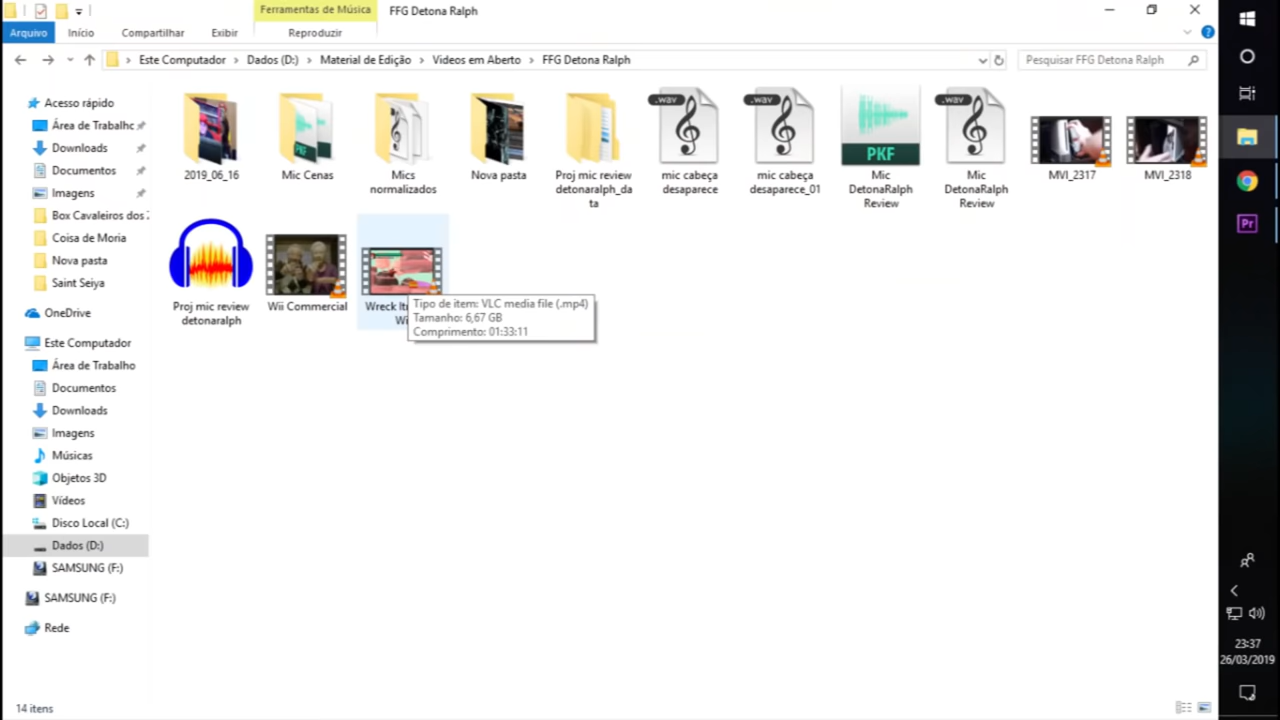 Ferramentas de Música
FFG Detona Ralph
Arquivo
Início
Compartilhar
Exibir
Reproduzir
Este Computador
Dados (D:)
Material de Edição
Videos em Aberto
FFG Detona Ralph
Pesquisar FFG Detona Ralph
Acesso rápido
Área de Trabalhc
Downloads
Documentos
Imagens
Box Cavaleiros dos
Coisa de Moria
Nova pasta
Saint Seiya
OneDrive
Este Computador
Área de Trabalho
Documentos
Downloads
Imagens
Músicas
Objetos 3D
Vídeos
Disco Local (C:)
Dados (D:)
SAMSUNG (F:)
SAMSUNG (F:)
Rede
2019_06_16
PKF
Mic Cenas
Mics
normalizados
Nova pasta
Proj mic review
detonaralph_da
ta
.wav
mic cabeça
desaparece
.wav
mic cabeça
desaparece_01
PKF
Mic
DetonaRalph
Review
.wav
Mic
DetonaRalph
Review
MVI_2317
MVI_2318
Proj mic review
detonaralph
Wii Commercial
Wreck It
Wi
Tipo de item: VLC media file (.mp4)
Tamanho: 6,67 GB
Comprimento: 01:33:11
14 itens
Pr
23:37
26/03/2019